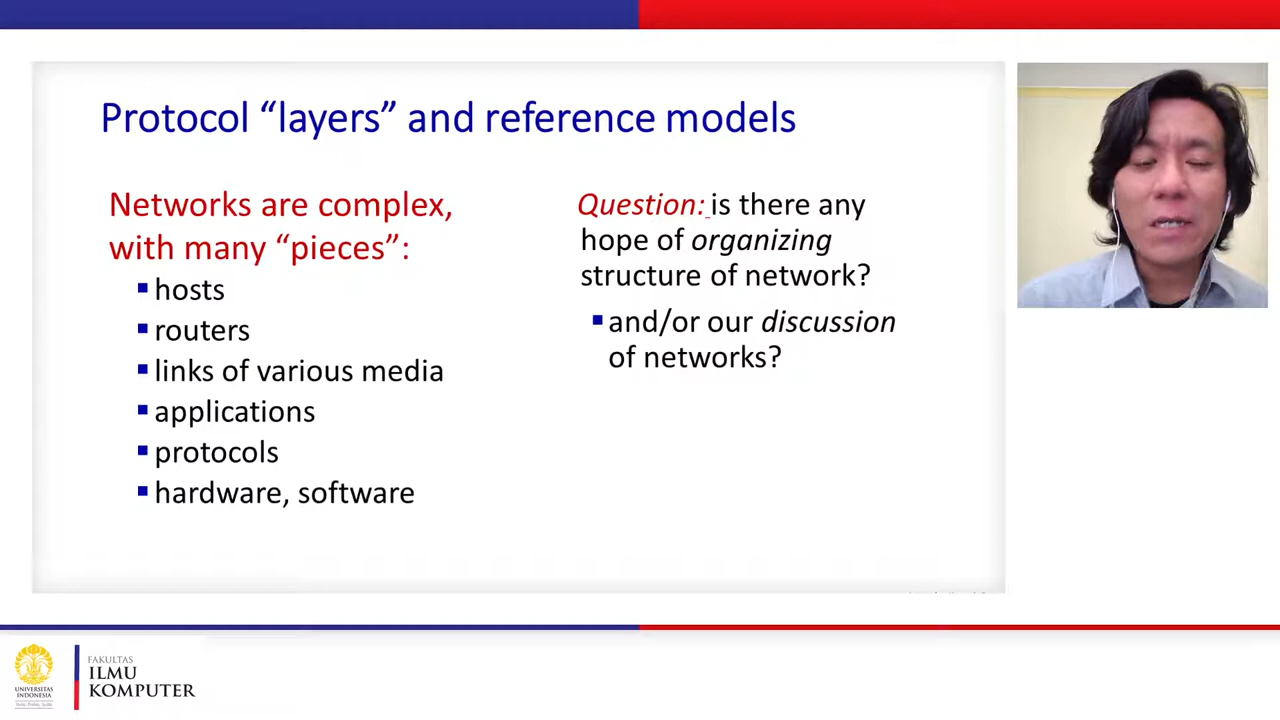 Protocol “layers” and reference models
Networks are complex,
with many “pieces”:
▪hosts
▪routers
▪links of various media
▪applications
▪protocols
▪hardware, software
Question: is there any
hope of organizing
structure of network?
▪and/or our discussion
of networks?
UNIVERSITAS
INDONESIA
FAKULTAS
ILMU
KOMPUTER